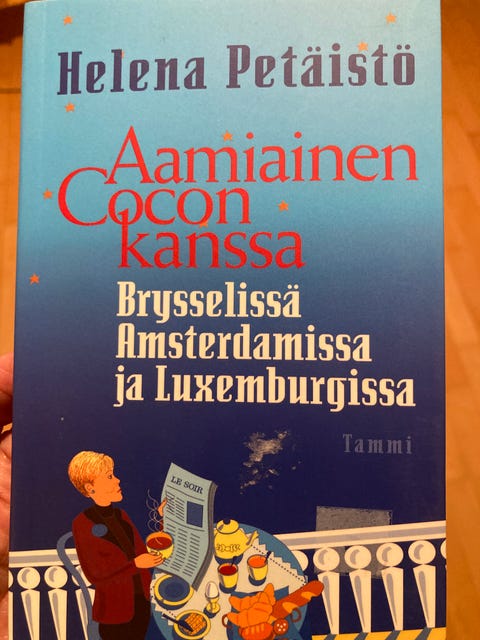 Helena Petäistö
Aamiainen
Cocon
kanssa
Brysselissä
Amsterdamissa
ja Luxemburgissa
Tammi
LE SOIR